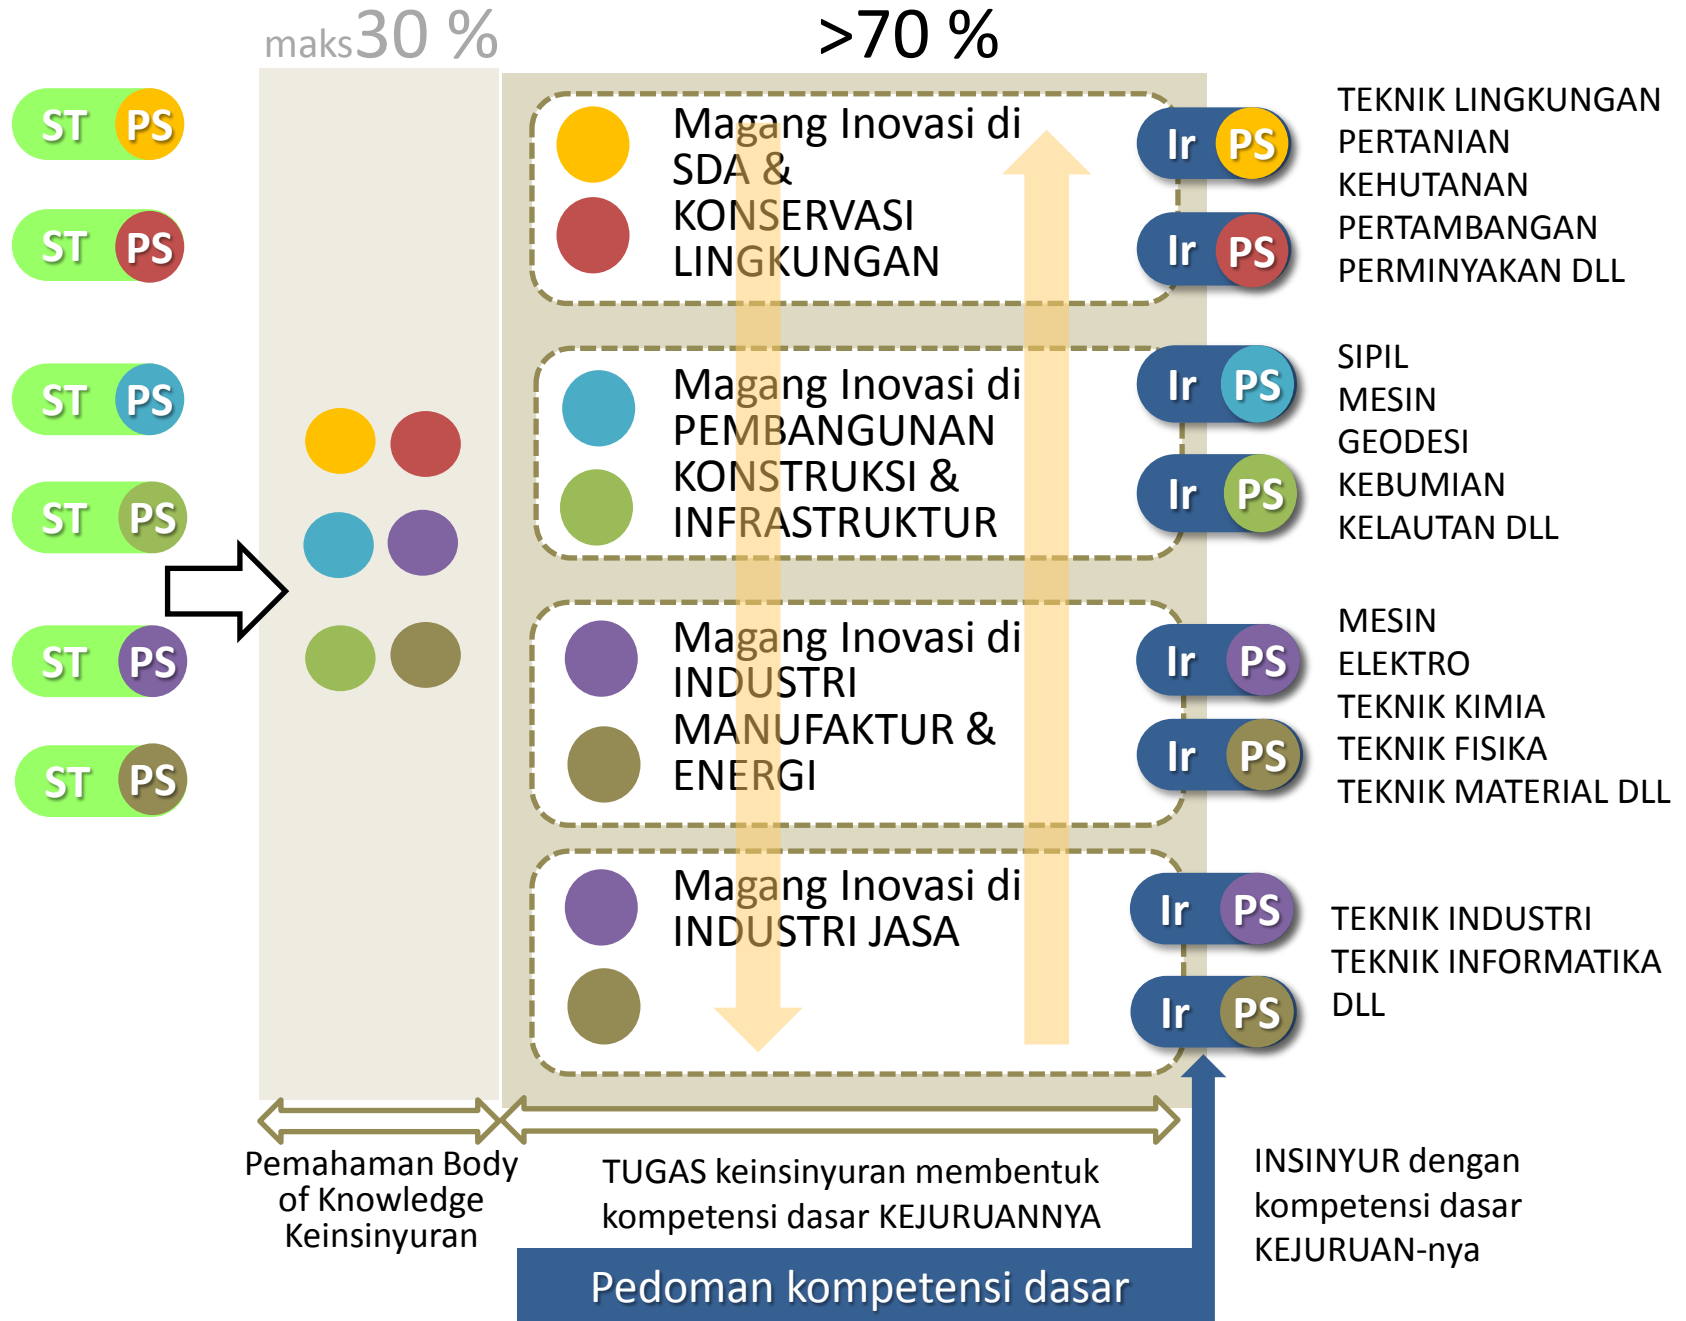 maks30 %
>70 %
ST PS
ST PS
ST PS
ST PS
ST PS
ST PS
Magang Inovasi di
SDA &
KONSERVASI
LINGKUNGAN
Ir PS
Ir PS
TEKNIK LINGKUNGAN
PERTANIAN
KEHUTANAN
PERTAMBANGAN
PERMINYAKAN DLL
Magang Inovasi di
PEMBANGUNAN
KONSTRUKSI &
INFRASTRUKTUR
Ir PS
Ir PS
SIPIL
MESIN
GEODESI
KEBUMIAN
KELAUTAN DLL
Magang Inovasi di
INDUSTRI
MANUFAKTUR &
ENERGI
Ir PS
Ir PS
MESIN
ELEKTRO
TEKNIK KIMIA
TEKNIK FISIKA
TEKNIK MATERIAL DLL
Magang Inovasi di
INDUSTRI JASA
Ir PS
Ir PS
TEKNIK INDUSTRI
TEKNIK INFORMATIKA
DLL
Pemahaman Body
of Knowledge
Keinsinyuran
TUGAS keinsinyuran membentuk
kompetensi dasar KEJURUANNYA
INSINYUR dengan
kompetensi dasar
KEJURUAN-nya
Pedoman kompetensi dasar